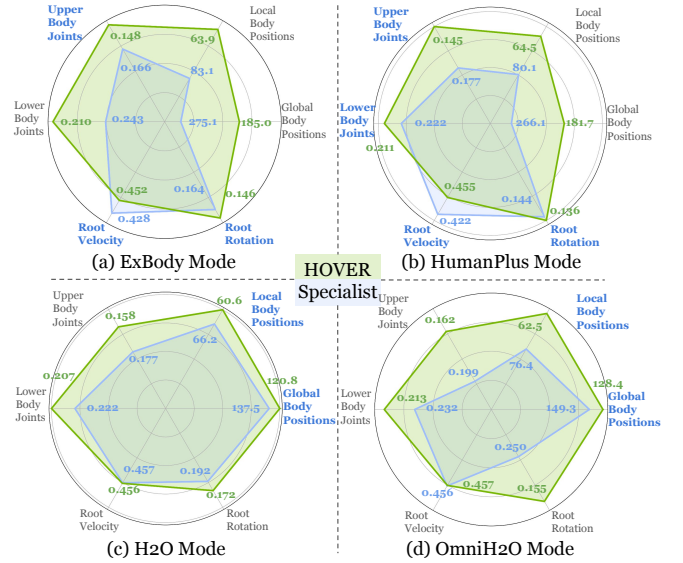 Upper
Body
Joints
Local
Body
Positions
0.148
63.9
0.166
83.1
Lower
Body
Joints
0.210
0.243
275.1
185.0
Global
Body
Positions
0.452
0.164
0.146
0.428
Root
Velocity
Root
Rotation
(a) ExBody Mode
Upper
Body
Joints
Local
Body
Positions
0.145
64.5
0.177
80.1
Lower
Body
Joints
0.222
0.211
266.1
181.7
Global
Body
Positions
0.455
0.144
0.136
0.422
Root
Velocity
Root
Rotation
(b) HumanPlus Mode
HOVER
Specialist
Upper
Body
Joints
Local
Body
Positions
0.158
60.6
0.177
66.2
0.207
Lower
Body
Joints
0.222
137.5
120.8
Global
Body
Positions
0.457
0.192
0.456
0.172
Root
Velocity
Root
Rotation
(c) H2O Mode
Upper
Body
Joints
Local
Body
Positions
0.162
62.5
0.199
76.4
Lower
Body
Joints
0.213
0.232
149.3
128.4
Global
Body
Positions
0.250
0.457
0.456
0.155
Root
Velocity
Root
Rotation
(d) OmniH2O Mode